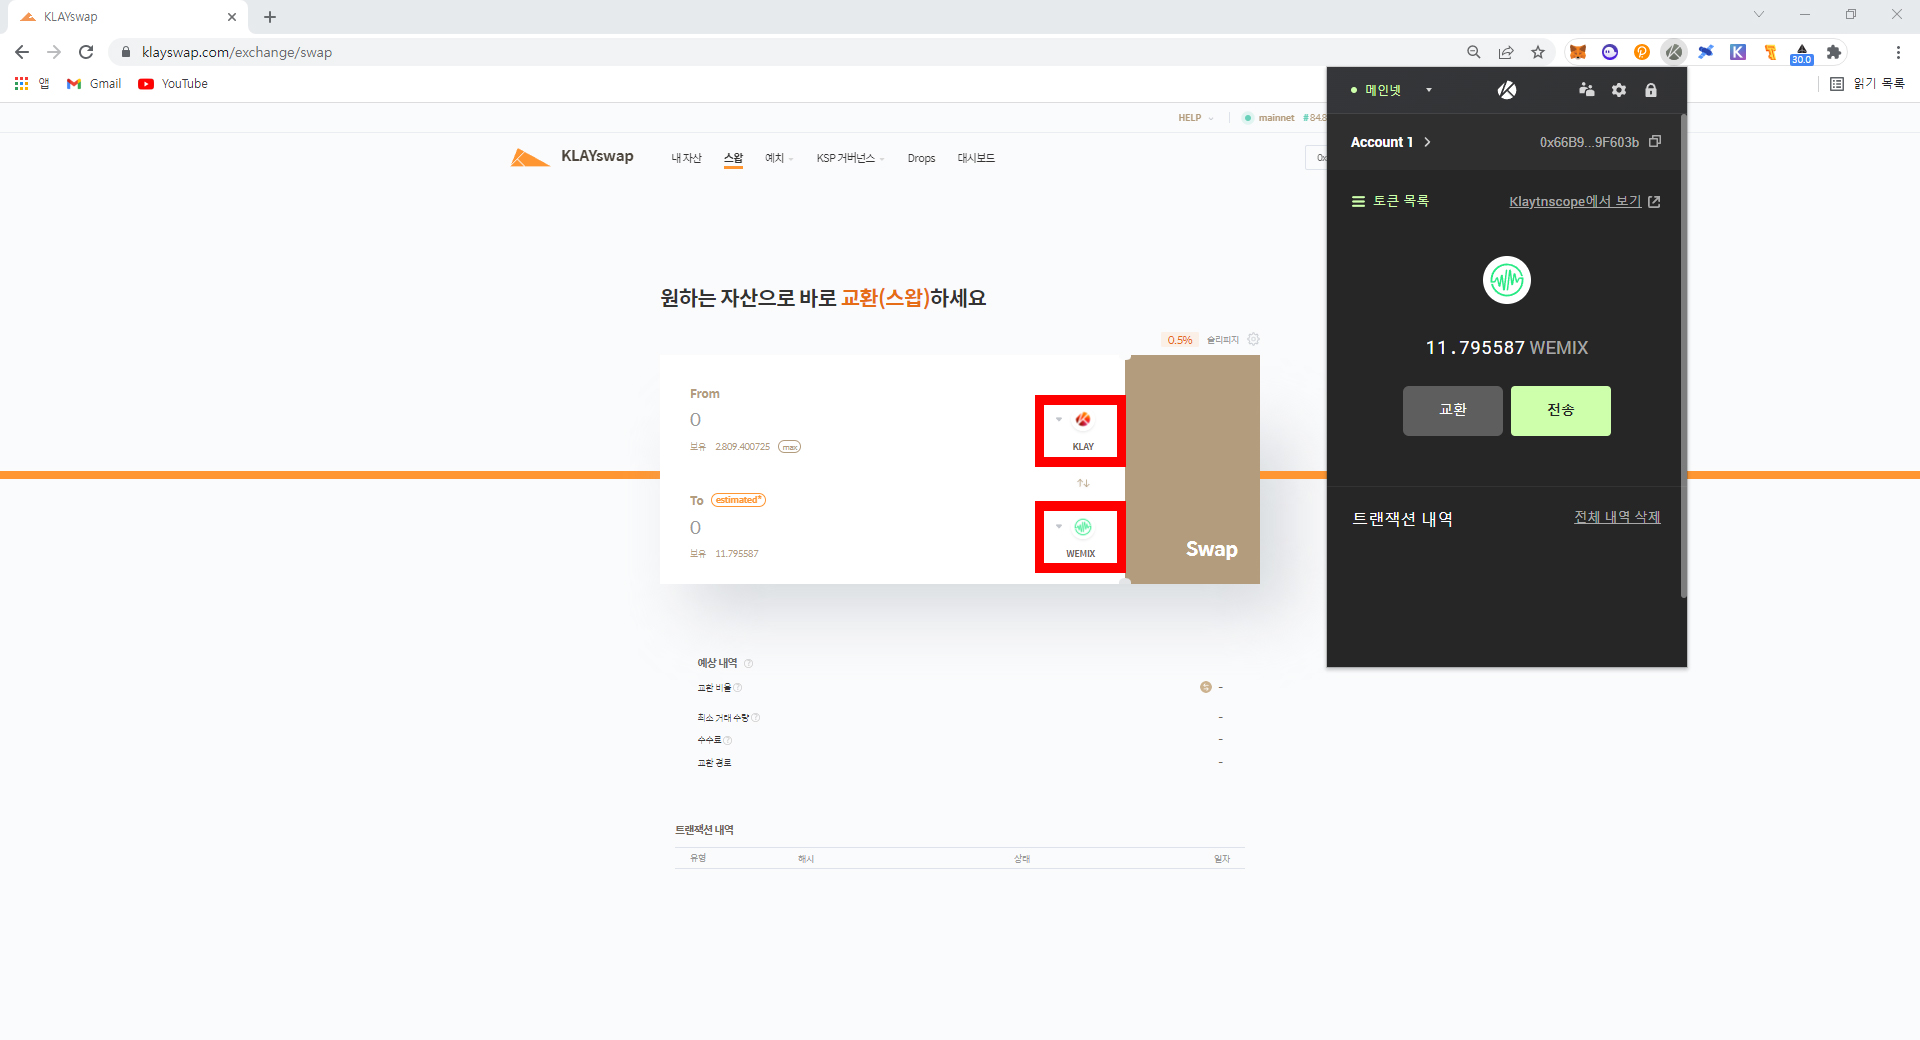 KLAYswap
klayswap.com/exchange/swap
30.0
앱 Gmail YouTube
읽기 목록
HELP mainnet #84.8
KLAYswap 내 자산 스왑 예치 KSP 거버넌스 Drops 대시보드
0x
원하는 자산으로 바로 교환(스왑)하세요
0.5% 슬리피지
From
0
보유 2,809.400725 max
KLAY
To estimated*
0
보유 11.795587
WEMIX
Swap
예상 내역
교환 비율 -
최소 거래 수량 -
수수료 -
교환 경로 -
트랜잭션 내역
유형 해시 상태 일자
메인넷
Account 1 0x66B9...9F603b
토큰 목록 Klaytnscope에서 보기
11.795587 WEMIX
교환 전송
트랜잭션 내역 전체 내역 삭제